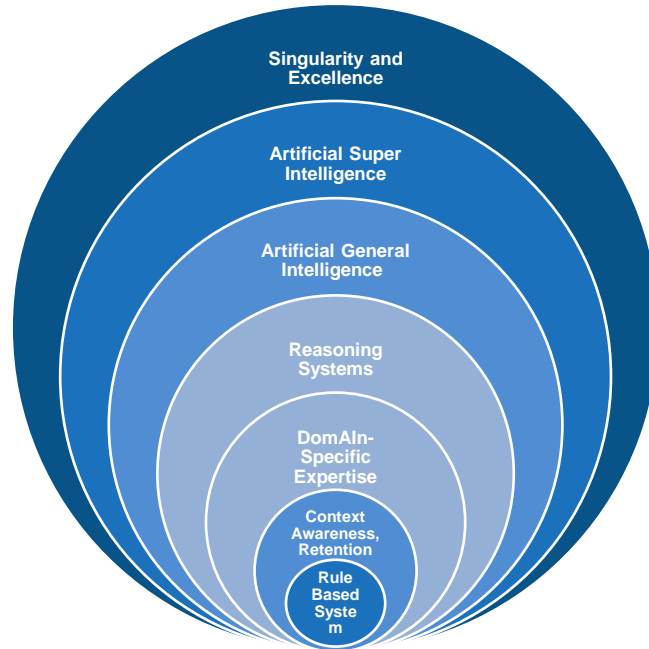 Singularity and
Excellence
Artificial Super
Intelligence
Artificial General
Intelligence
Reasoning
Systems
DomAIn-
Specific
Expertise
Context
Awareness,
Retention
Rule
Based
Syste
m